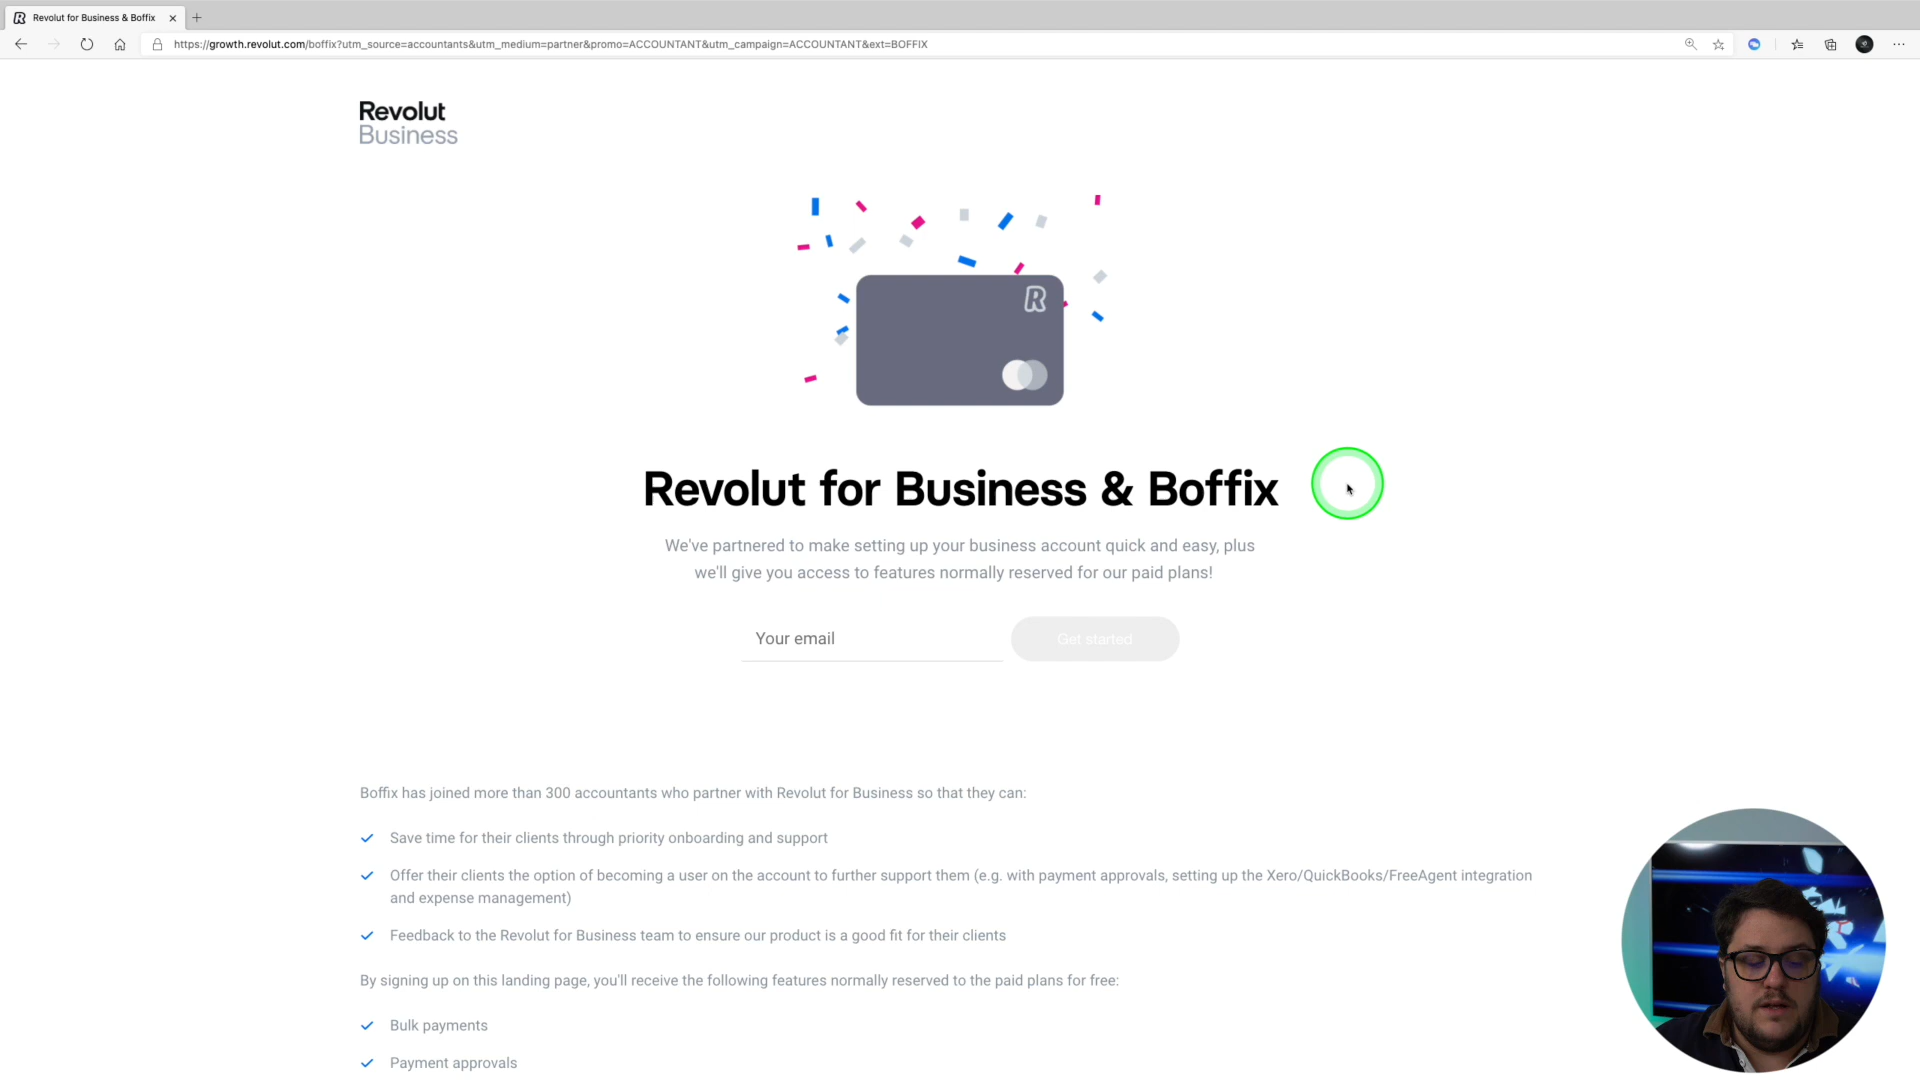 Revolut for Business & Boffix
https://growth.revolut.com/boffix?utm_source=accountants&utm_medium=partner&promo=ACCOUNTANT&utm_campaign=ACCOUNTANT&ext=BOFFIX
Revolut
Business
R
Revolut for Business & Boffix
We've partnered to make setting up your business account quick and easy, plus
we'll give you access to features normally reserved for our paid plans!
Your email
Get started
Boffix has joined more than 300 accountants who partner with Revolut for Business so that they can:
Save time for their clients through priority onboarding and support
Offer their clients the option of becoming a user on the account to further support them (e.g. with payment approvals, setting up the Xero/QuickBooks/FreeAgent integration
and expense management)
Feedback to the Revolut for Business team to ensure our product is a good fit for their clients
By signing up on this landing page, you'll receive the following features normally reserved to the paid plans for free:
Bulk payments
Payment approvals